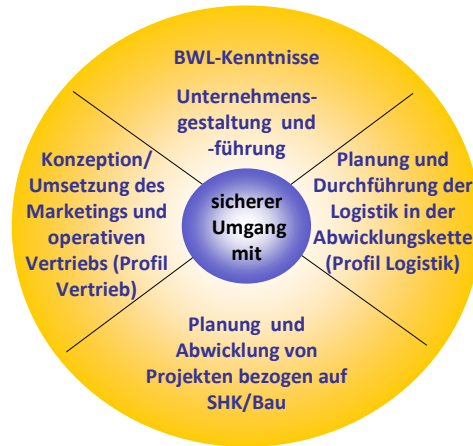 BWL-Kenntnisse
Unternehmens-
gestaltung und
-führung
Konzeption/
Umsetzung des
Marketings und
operativen
Vertriebs (Profil
Vertrieb)
sicherer
Umgang
mit
Planung und
Durchführung der
Logistik in der
Abwicklungskette
(Profil Logistik)
Planung und
Abwicklung von
Projekten bezogen auf
SHK/Bau